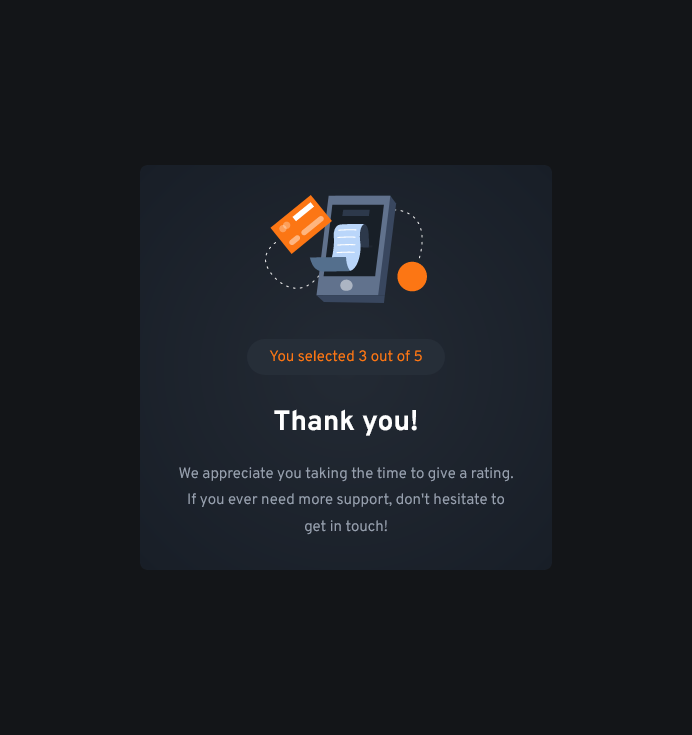 You selected 3 out of 5
Thank you!
We appreciate you taking the time to give a rating.
If you ever need more support, don't hesitate to
get in touch!